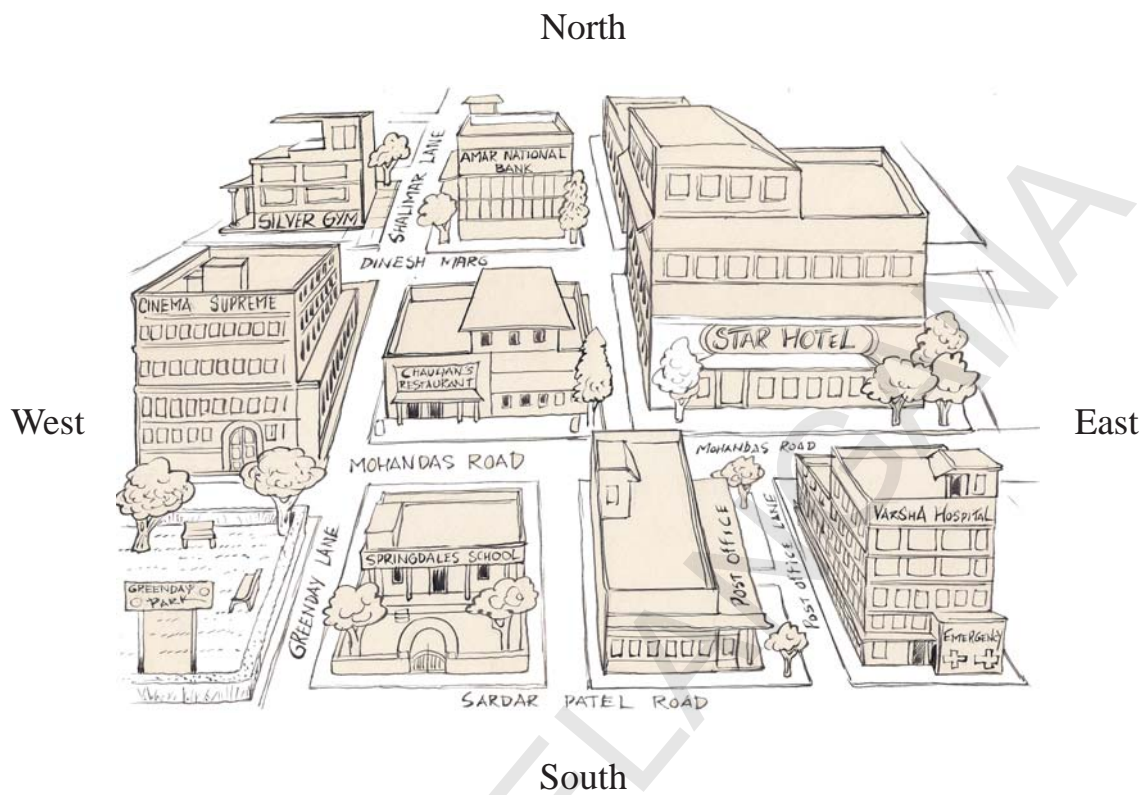 North
SHALIMAR LANE
AMAR NATIONAL
BANK
SILVER GYM
DINESH MARG
CINEMA SUPREME
STAR HOTEL
CHAUHAN'S
RESTAURANT
West
East
MOHANDAS ROAD
MOHANDAS ROAD
VARSHA HOSPITAL
POST OFFICE
POST OFFICE LANE
SPRINGDALES SCHOOL
GREENDAY LANE
GREENDAY
PARK
EMERGENCY
SARDAR PATEL ROAD
South
TELANGANA